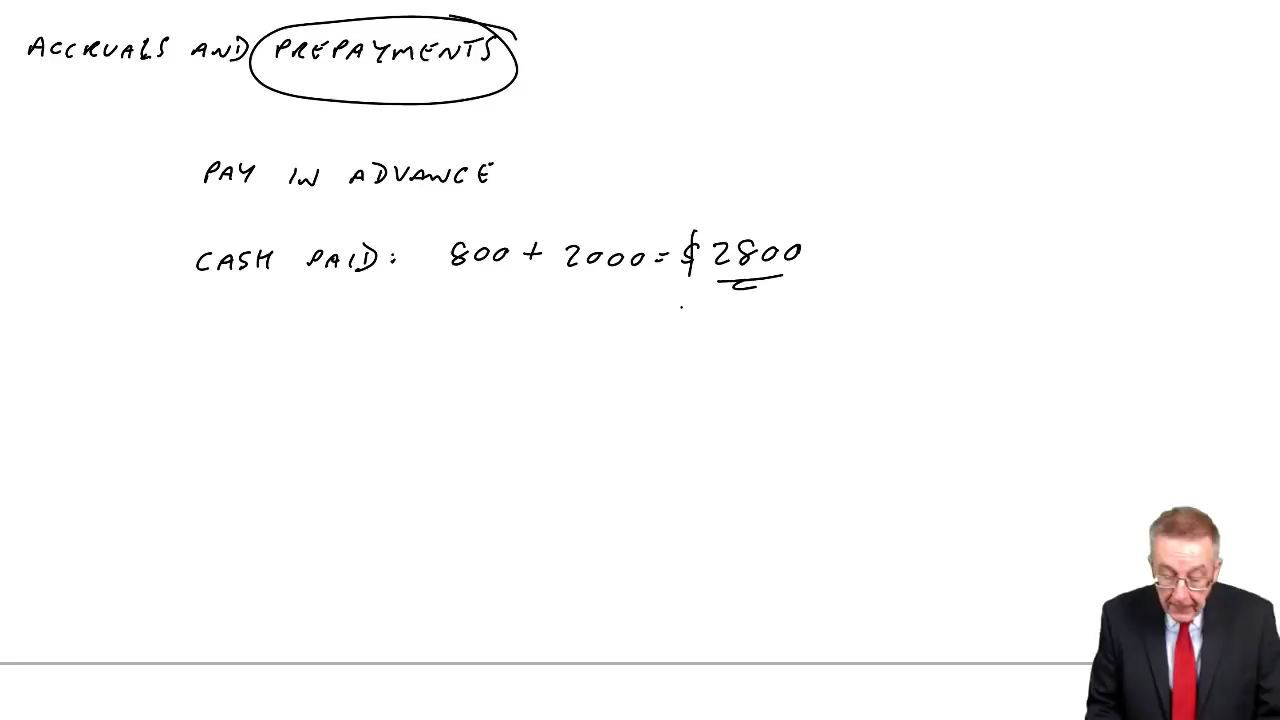 ACCRUALS AND PREPAYMENTS
PAY IN ADVANCE
CASH PAID: 800 + 2000 = $ 2800